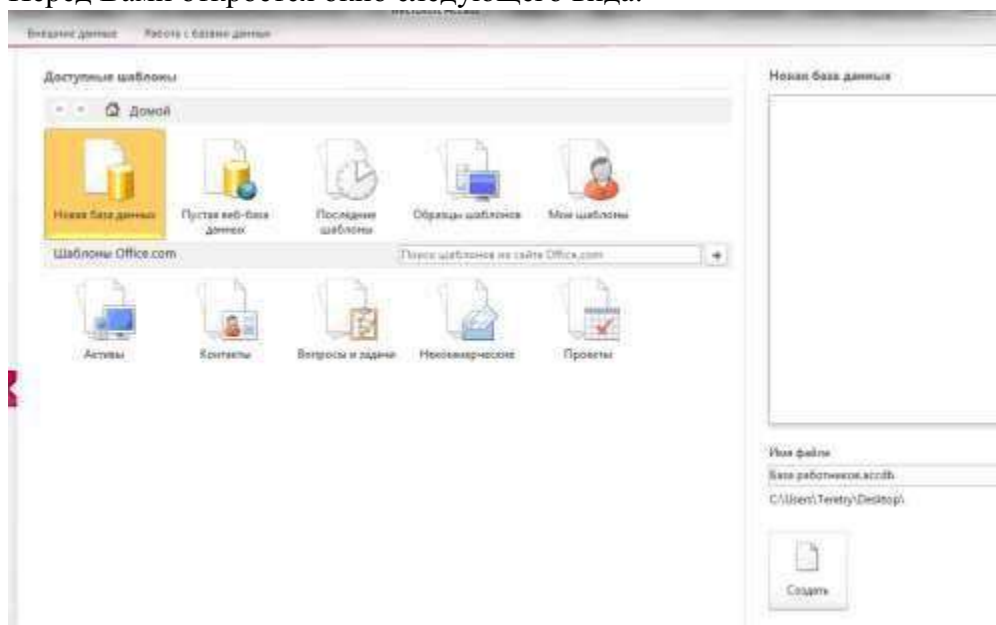 Перед Вами откроется окно следующего вида:
Внешние данные Работа с базами данных
Доступные шаблоны
Домой
Новая база данных
Пустая веб-база данных
Последние шаблоны
Образцы шаблонов
Мои шаблоны
Шаблоны Office.com
Поиск шаблонов на сайте Office.com
Активы
Контакты
Вопросы и задачи
Некоммерческие
Проекты
Новая база данных
Имя файла
База работников.accdb
C:\Users\Teretry\Desktop\
Создать